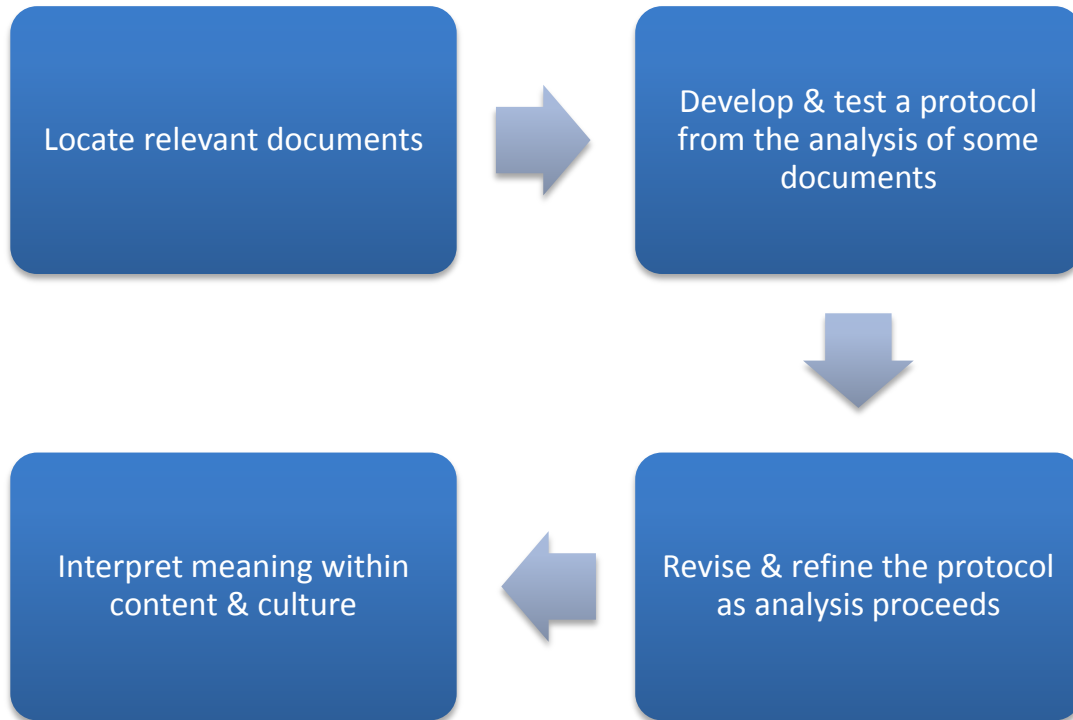 Locate relevant documents
Develop & test a protocol
from the analysis of some
documents
Revise & refine the protocol
as analysis proceeds
Interpret meaning within
content & culture